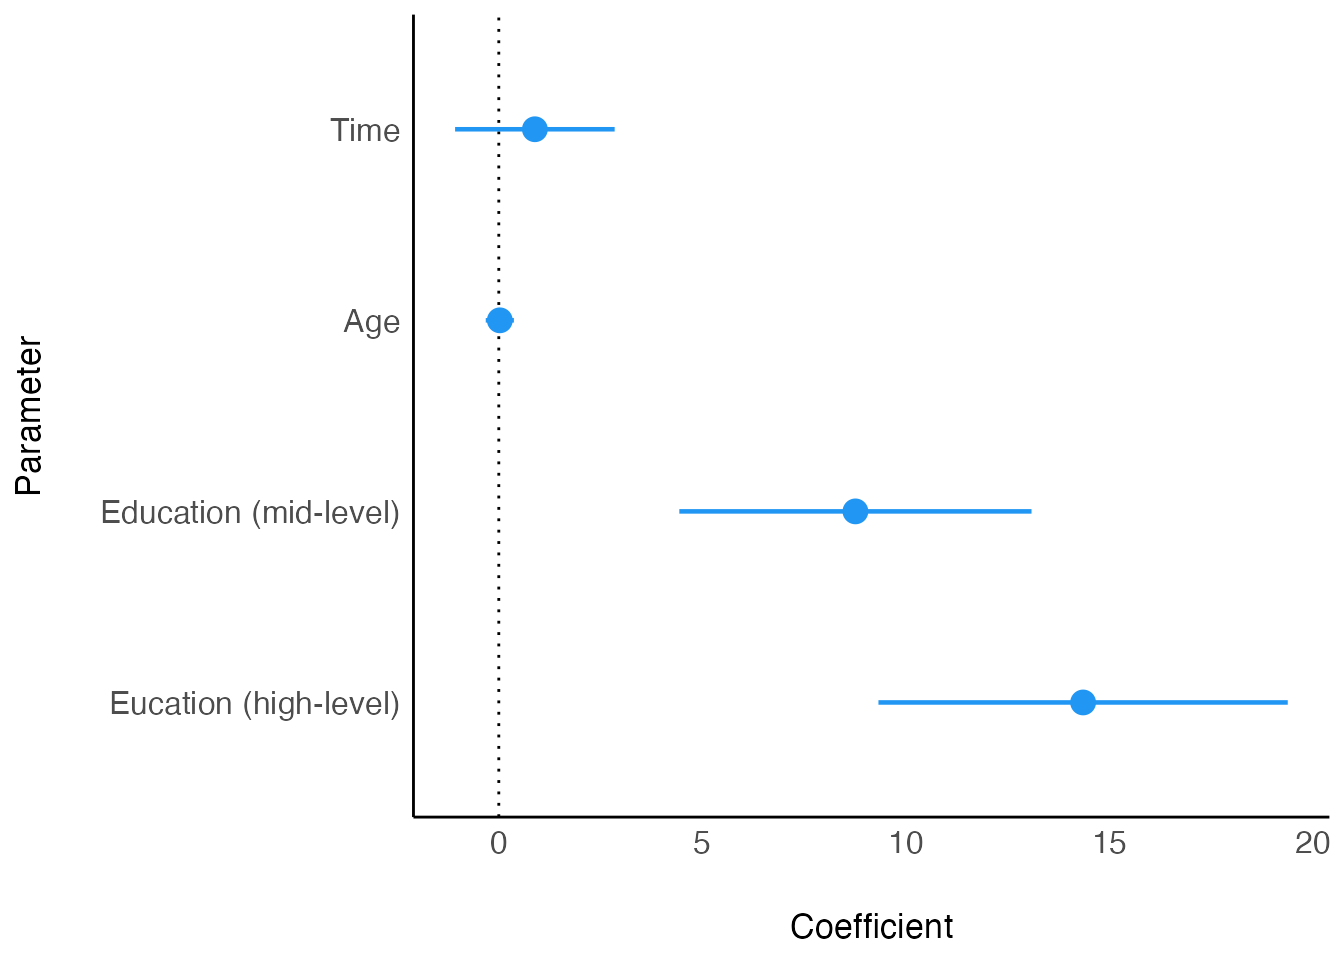 Time
Age
Education (mid-level)
Eucation (high-level)
Parameter
0 5 10 15 20
Coefficient